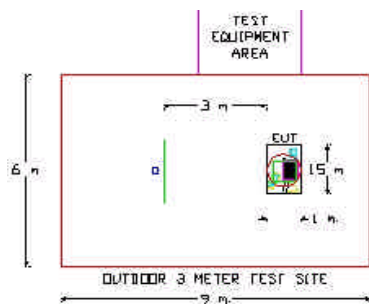 TEST
EQUIPMENT
AREA
3 m
EUT
6 m
1.5 m
1 m.
OUTDOOR 3 METER TEST SITE
9 m.